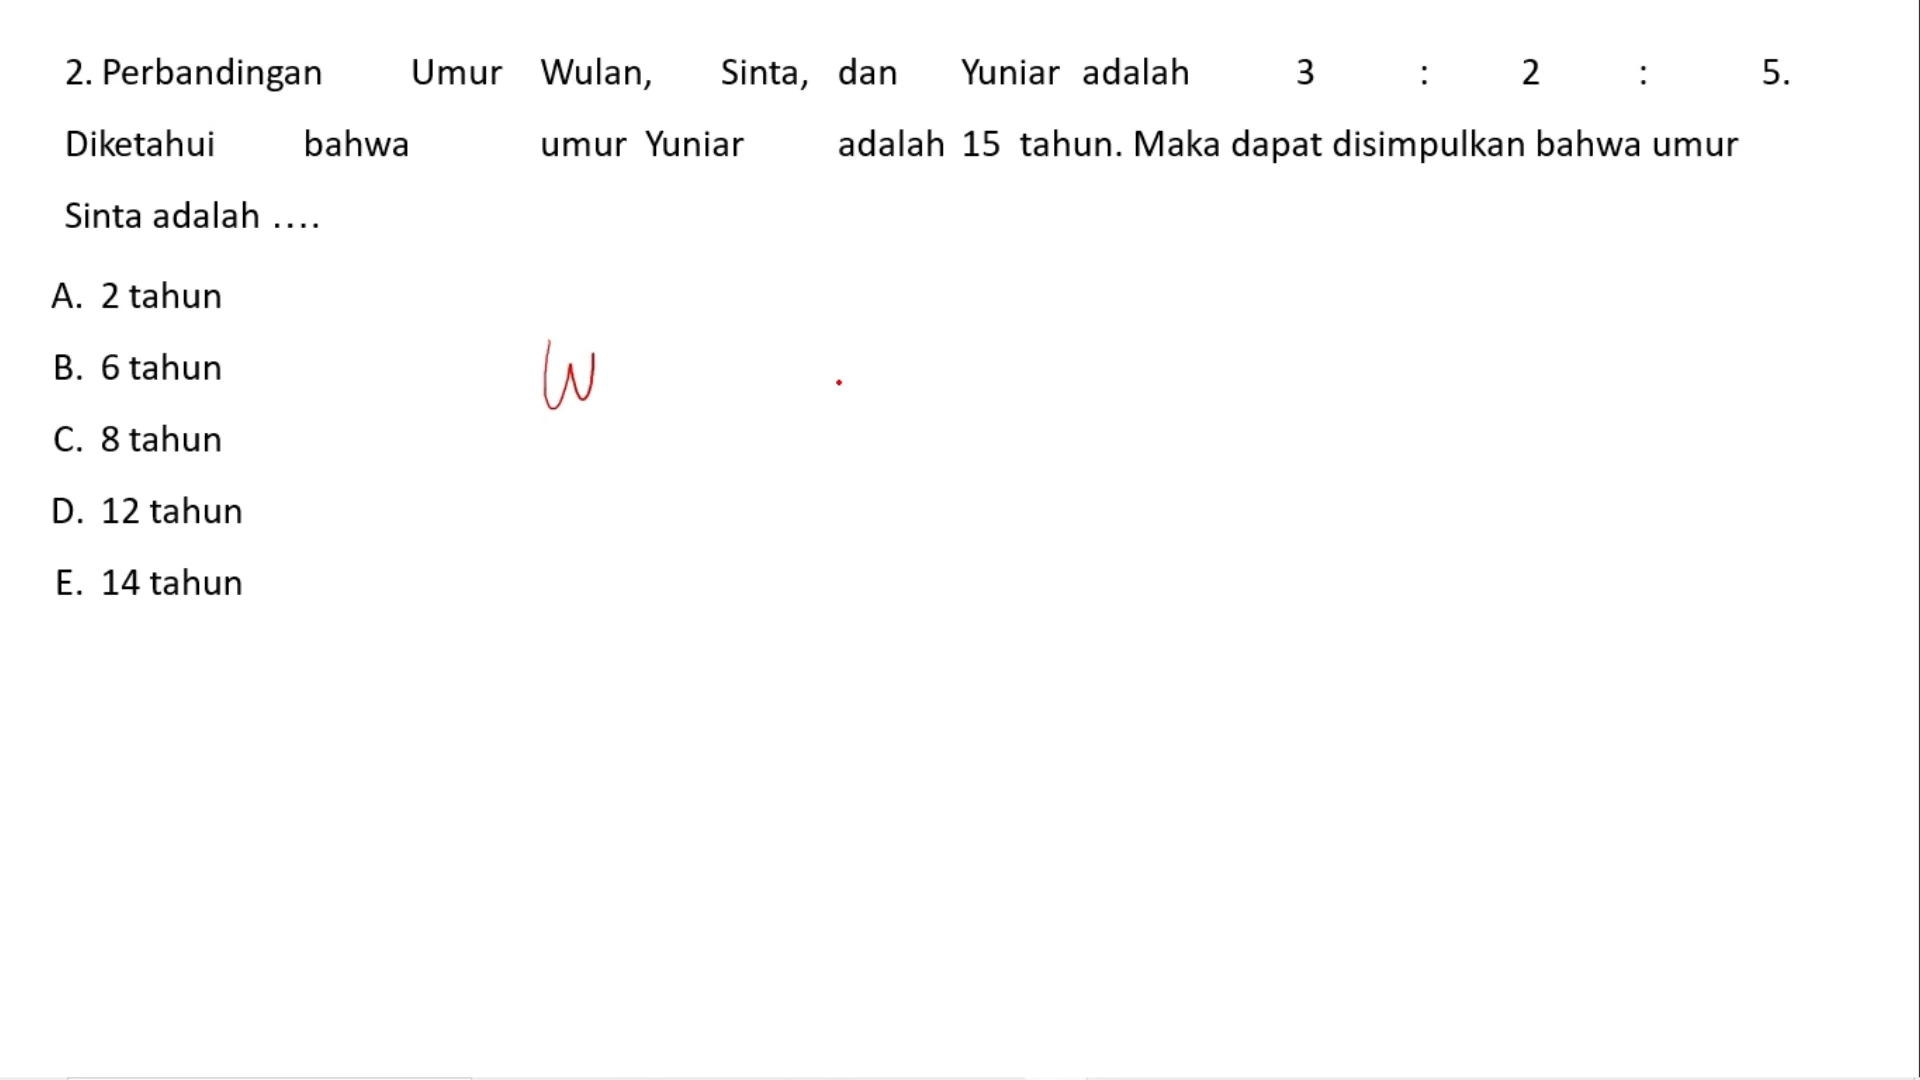 2. Perbandingan Umur Wulan, Sinta, dan Yuniar adalah 3 : 2 : 5.
Diketahui bahwa umur Yuniar adalah 15 tahun. Maka dapat disimpulkan bahwa umur
Sinta adalah ....
A. 2 tahun
B. 6 tahun
W
C. 8 tahun
D. 12 tahun
E. 14 tahun